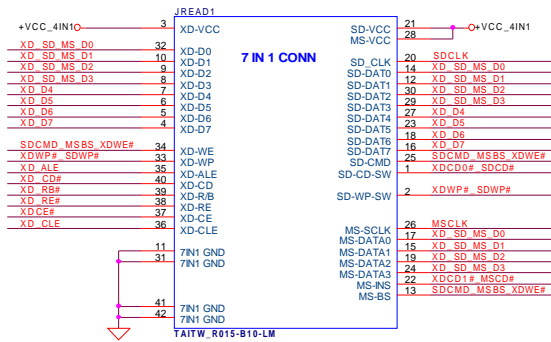 JREAD1
+VCC_4IN1 3 XD-VCC SD-VCC 21 +VCC_4IN1
MS-VCC 28
7 IN 1 CONN
XD_SD_MS_D0 32 XD-D0 SD_CLK 20 SDCLK
XD_SD_MS_D1 10 XD-D1 SD-DAT0 14 XD_SD_MS_D0
XD_SD_MS_D2 9 XD-D2 SD-DAT1 12 XD_SD_MS_D1
XD_SD_MS_D3 8 XD-D3 SD-DAT2 30 XD_SD_MS_D2
XD_D4 7 XD-D4 SD-DAT3 29 XD_SD_MS_D3
XD_D5 6 XD-D5 SD-DAT4 27 XD_D4
XD_D6 5 XD-D6 SD-DAT5 23 XD_D5
XD_D7 4 XD-D7 SD-DAT6 18 XD_D6
SD-DAT7 16 XD_D7
SDCMD_MSBS_XDWE# 34 XD-WE SD-CMD 25 SDCMD_MSBS_XDWE#
XDWP#_SDWP# 33 XD-WP SD-CD-SW 1 XDCD0#_SDCD#
XD_ALE 35 XD-ALE
XD_CD# 40 XD-CD
XD_RB# 39 XD-R/B SD-WP-SW 2 XDWP#_SDWP#
XD_RE# 38 XD-RE
XDCE# 37 XD-CE
XD_CLE 36 XD-CLE MS-SCLK 26 MSCLK
MS-DATA0 17 XD_SD_MS_D0
11 7IN1 GND MS-DATA1 15 XD_SD_MS_D1
31 7IN1 GND MS-DATA2 19 XD_SD_MS_D2
MS-DATA3 24 XD_SD_MS_D3
MS-INS 22 XDCD1#_MSCD#
MS-BS 13 SDCMD_MSBS_XDWE#
41 7IN1 GND
42 7IN1 GND
TAITW_R015-B10-LM